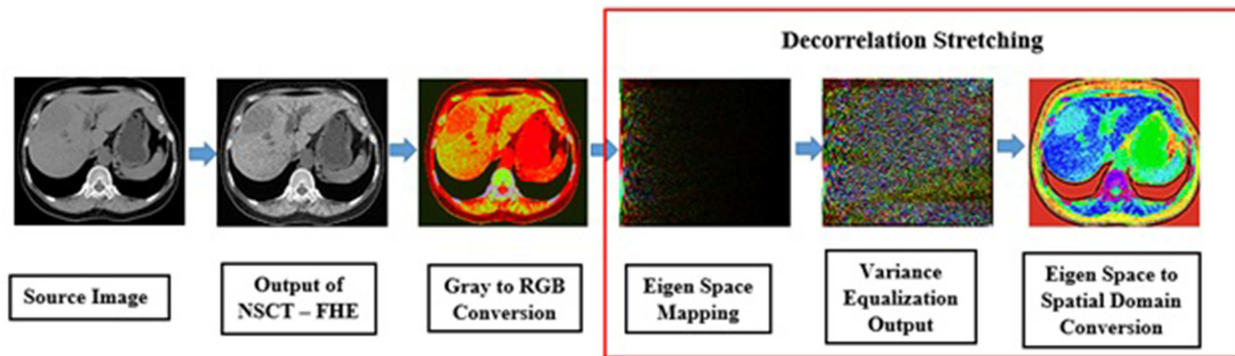 Decorrelation Stretching
Source Image
Output of
NSCT – FHE
Gray to RGB
Conversion
Eigen Space
Mapping
Variance
Equalization
Output
Eigen Space to
Spatial Domain
Conversion